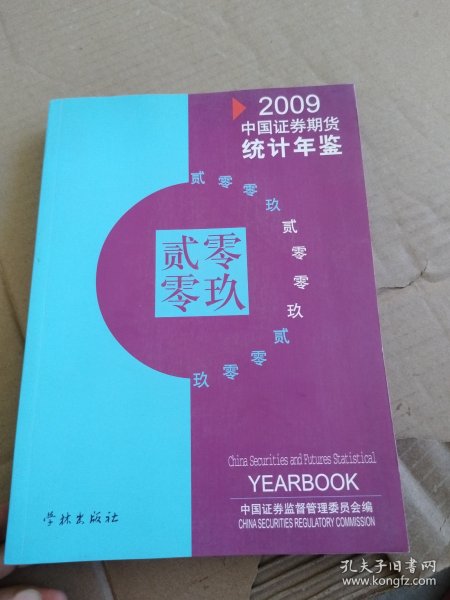 2009
中国证券期货
统计年鉴
贰零零玖贰零零玖贰零零玖
贰零
零玖
China Securities and Futures Statistical
YEARBOOK
中国证券监督管理委员会编
CHINA SECURITIES REGULATORY COMMISSION
学林出版社
孔夫子旧书网
www.kongfz.com